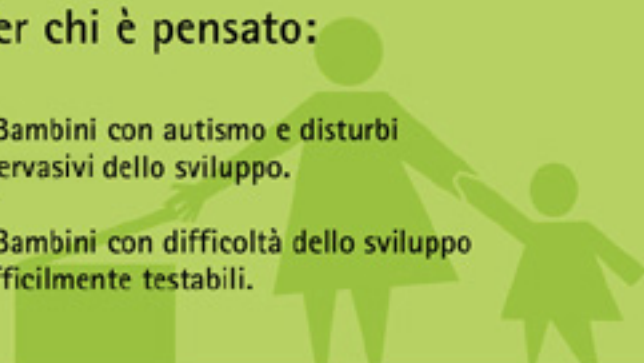 er chi è pensato:
Bambini con autismo e disturbi
ervasivi dello sviluppo.
Bambini con difficoltà dello sviluppo
fficilmente testabili.